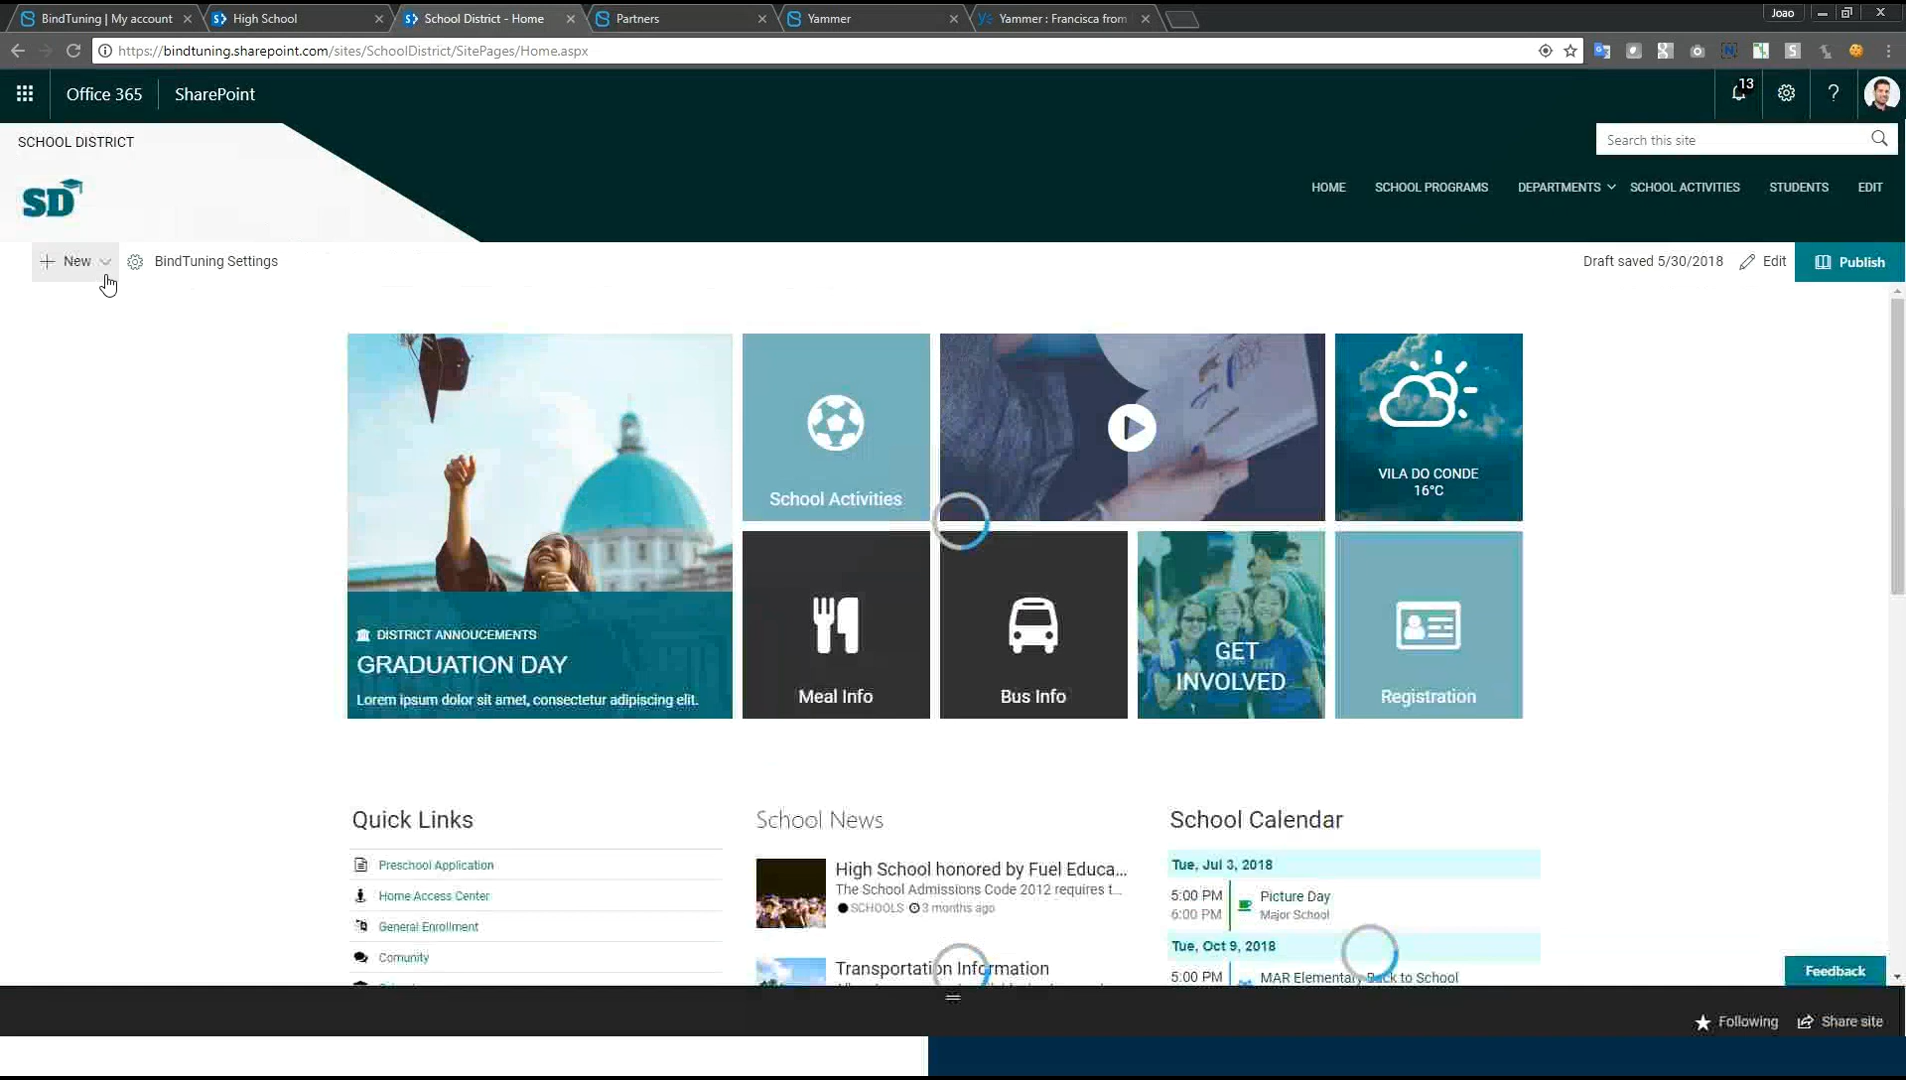 BindTuning | My account
High School
School District - Home
Partners
Yammer
Yammer : Francisca from
Joao
https://bindtuning.sharepoint.com/sites/SchoolDistrict/SitePages/Home.aspx
Office 365
SharePoint
13
?
SCHOOL DISTRICT
Search this site
SD
HOME
SCHOOL PROGRAMS
DEPARTMENTS
SCHOOL ACTIVITIES
STUDENTS
EDIT
New
BindTuning Settings
Draft saved 5/30/2018
Edit
Publish
School Activities
VILA DO CONDE
16°C
DISTRICT ANNOUCEMENTS
GRADUATION DAY
Lorem ipsum dolor sit amet, consectetur adipiscing elit.
Meal Info
Bus Info
GET
INVOLVED
Registration
Quick Links
Preschool Application
Home Access Center
General Enrollment
Comunity
School News
High School honored by Fuel Educa...
The School Admissions Code 2012 requires t...
SCHOOLS 3 months ago
Transportation Information
School Calendar
Tue, Jul 3, 2018
5:00 PM Picture Day
6:00 PM Major School
Tue, Oct 9, 2018
5:00 PM MAR Elementary Back to School
Feedback
Following
Share site